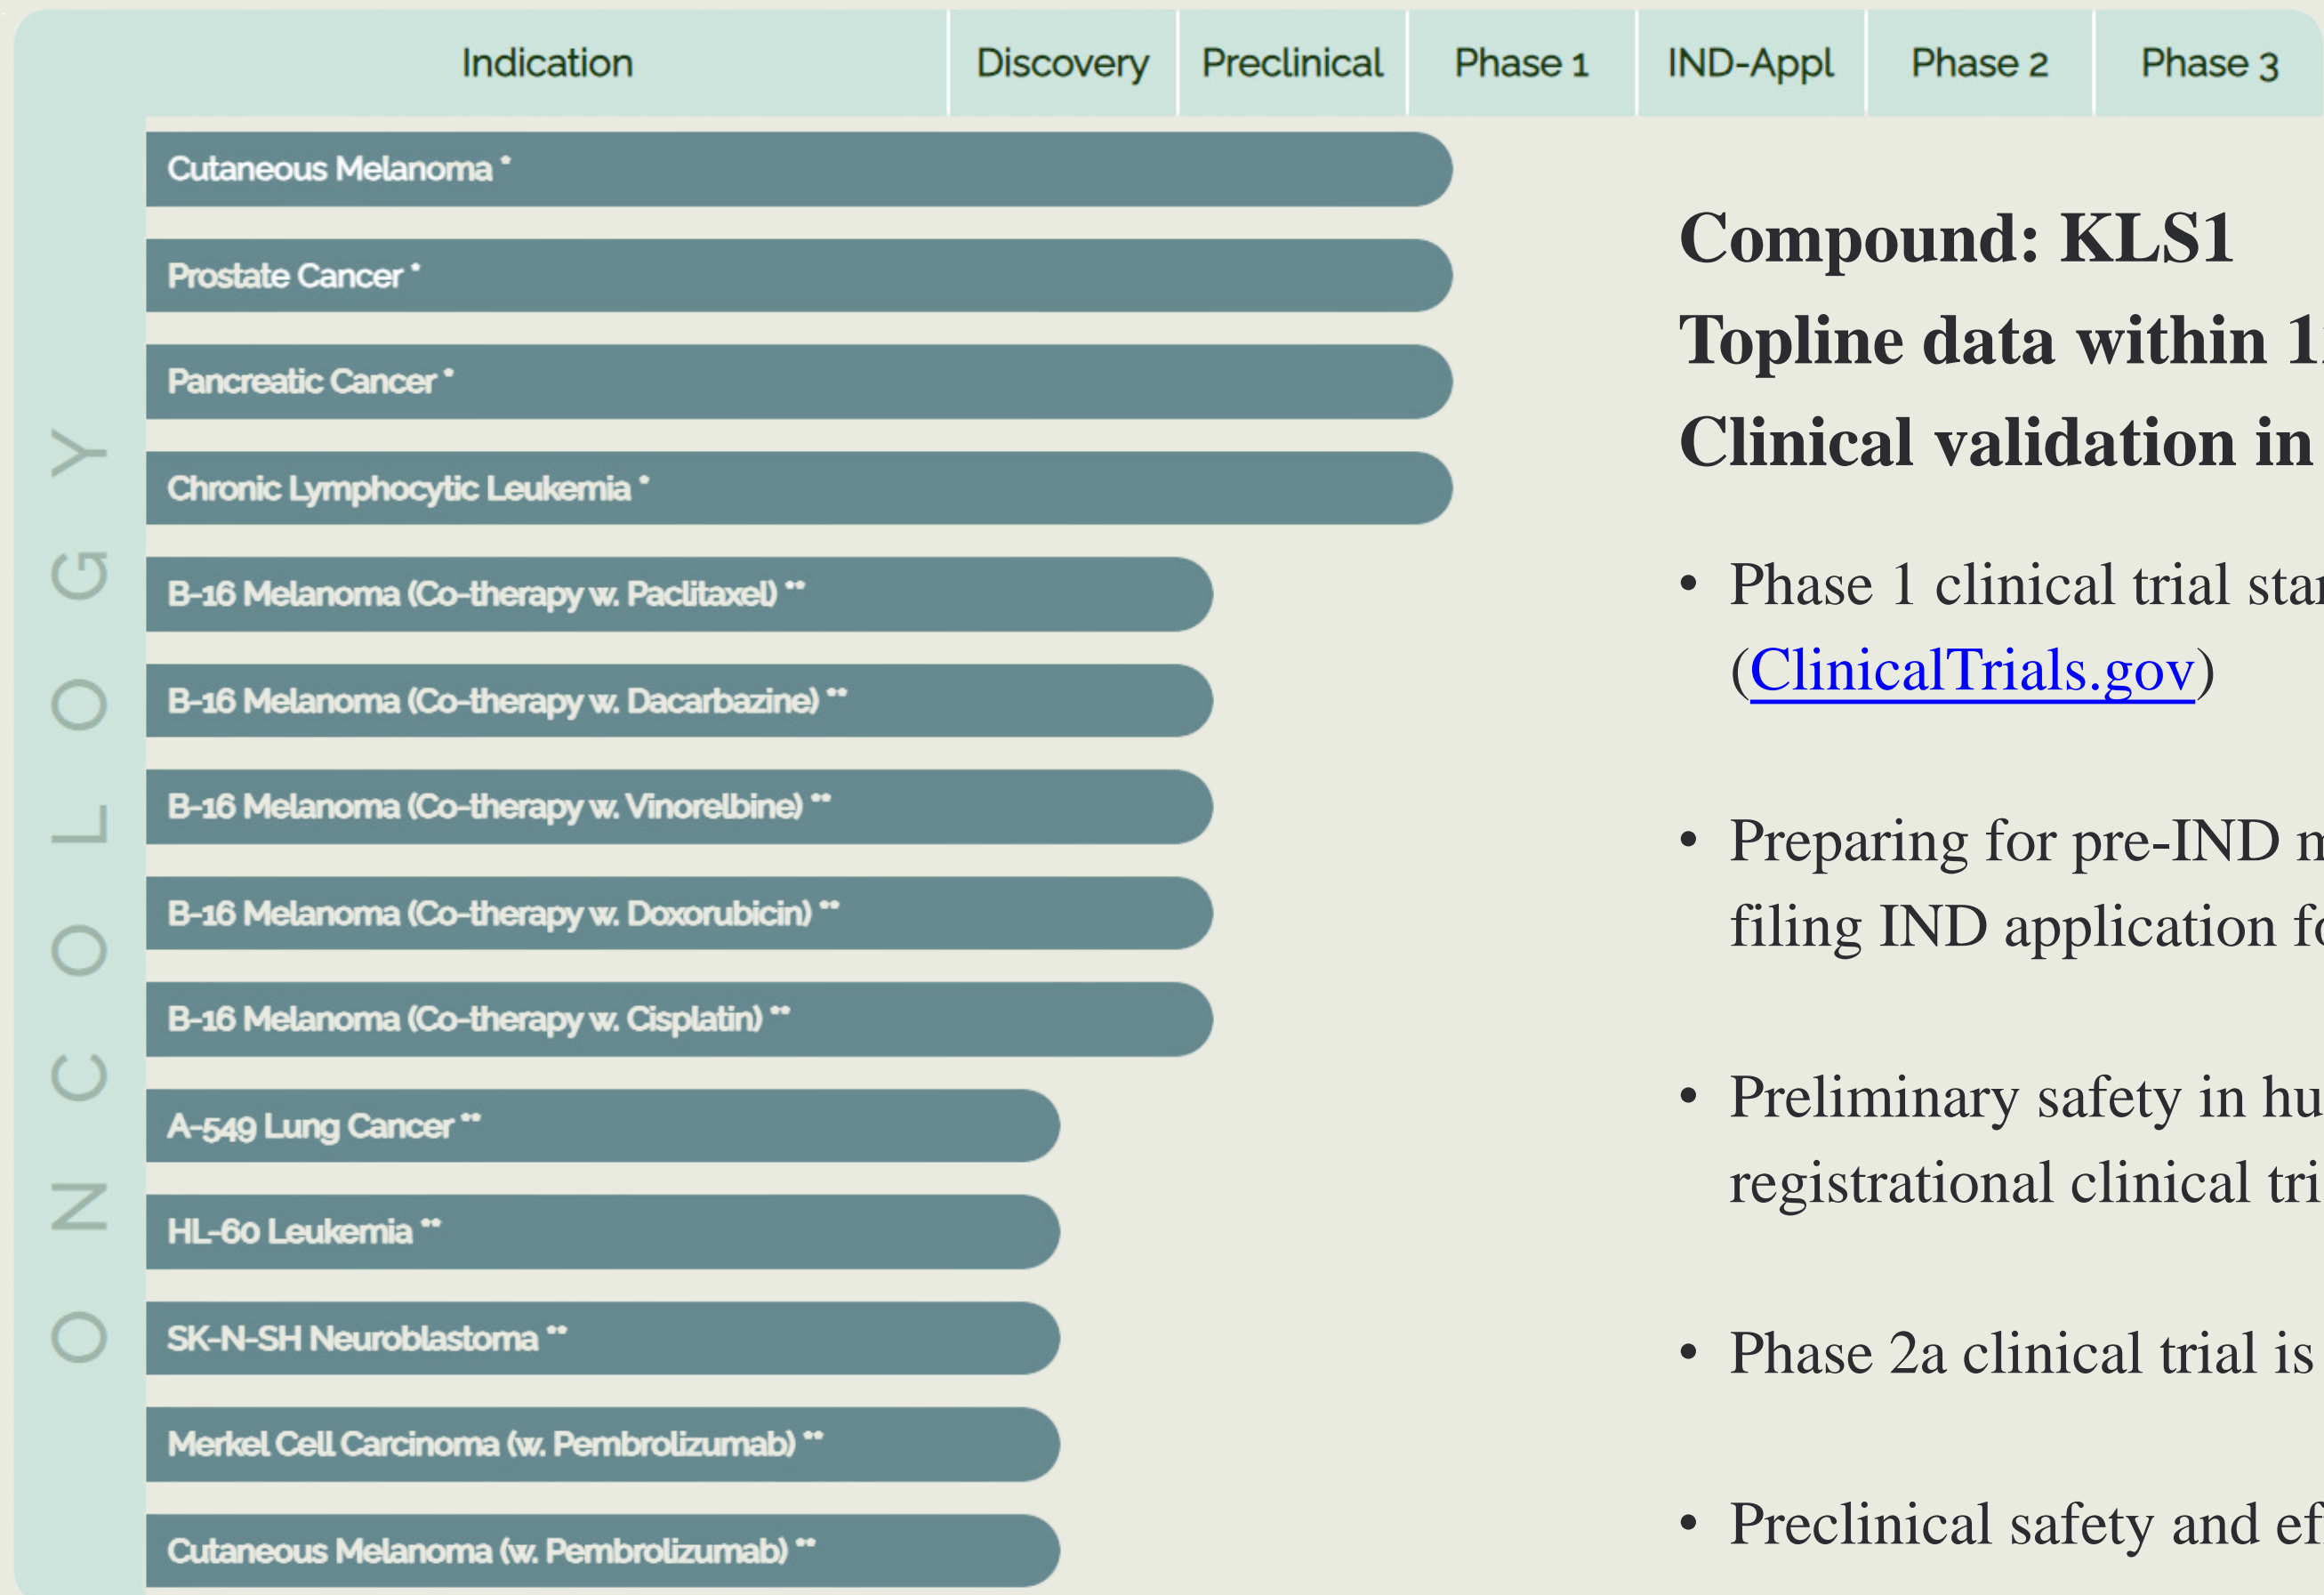 Indication Discovery Preclinical Phase 1 IND-Appl Phase 2 Phase 3
ONCOLOGY
Cutaneous Melanoma *
Prostate Cancer *
Pancreatic Cancer *
Chronic Lymphocytic Leukemia *
B-16 Melanoma (Co-therapy w. Paclitaxel) **
B-16 Melanoma (Co-therapy w. Dacarbazine) **
B-16 Melanoma (Co-therapy w. Vinorelbine) **
B-16 Melanoma (Co-therapy w. Doxorubicin) **
B-16 Melanoma (Co-therapy w. Cisplatin) **
A-549 Lung Cancer **
HL-60 Leukemia **
SK-N-SH Neuroblastoma **
Merkel Cell Carcinoma (w. Pembrolizumab) **
Cutaneous Melanoma (w. Pembrolizumab) **
Compound: KLS1
Topline data within
Clinical validation in
• Phase 1 clinical trial
(ClinicalTrials.gov)
• Preparing for pre-IND
filing IND application
• Preliminary safety in
registrational clinical
• Phase 2a clinical trial is
• Preclinical safety and